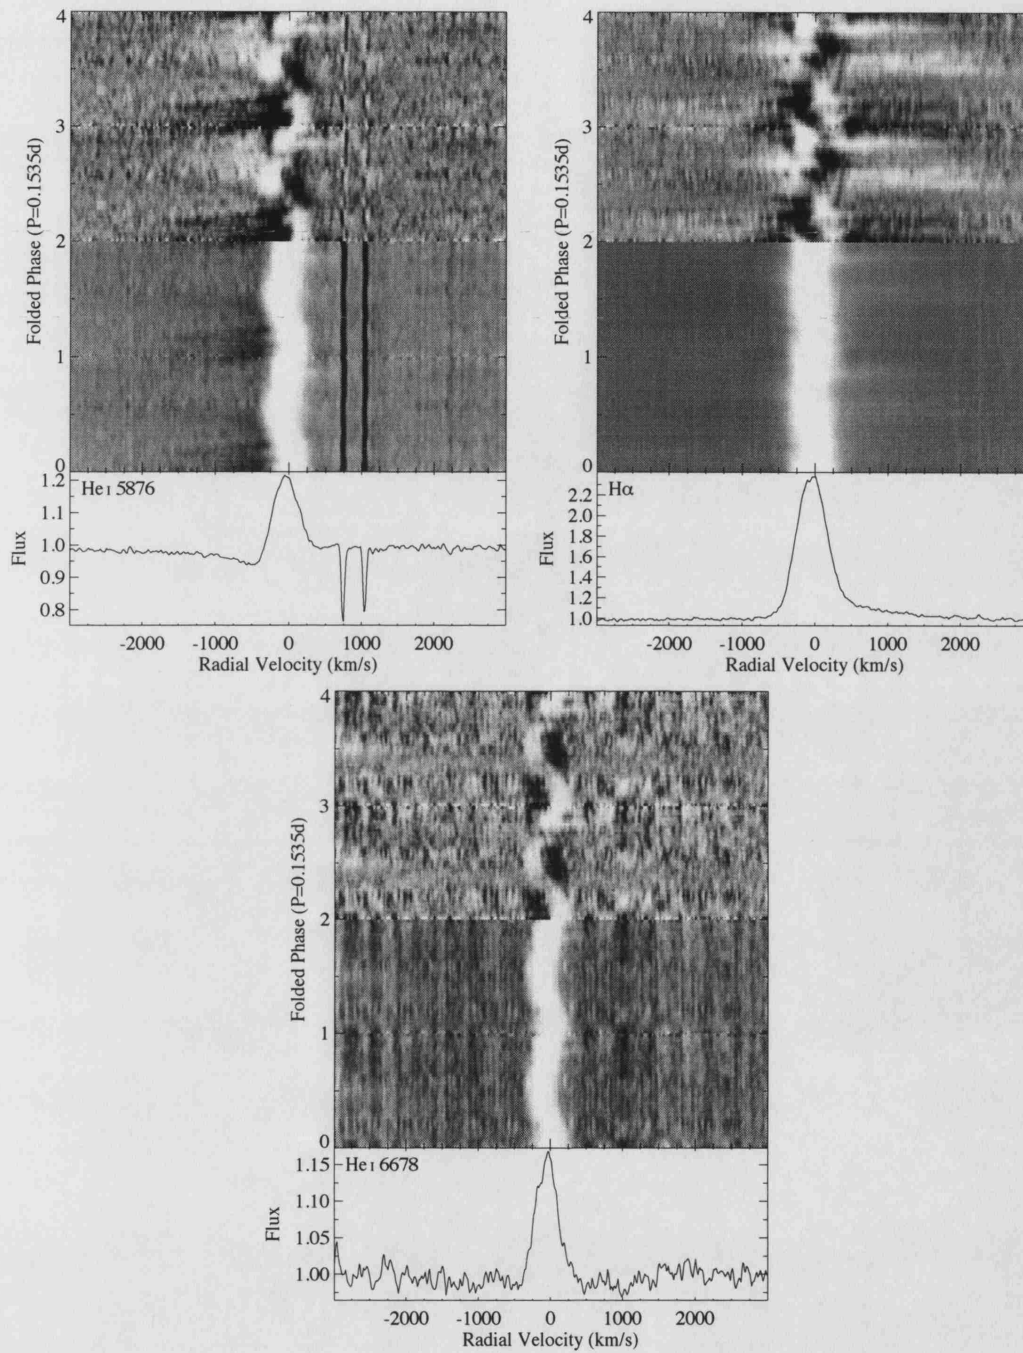 4
3
2
1
0
Folded Phase (P=0.1535d)
He I 5876
1.2
1.1
1.0
0.9
0.8
Flux
-2000 -1000 0 1000 2000
Radial Velocity (km/s)
4
3
2
1
0
Folded Phase (P=0.1535d)
Hα
2.2
2.0
1.8
1.6
1.4
1.2
1.0
Flux
-2000 -1000 0 1000 2000
Radial Velocity (km/s)
4
3
2
1
0
Folded Phase (P=0.1535d)
He I 6678
1.15
1.10
1.05
1.00
Flux
-2000 -1000 0 1000 2000
Radial Velocity (km/s)